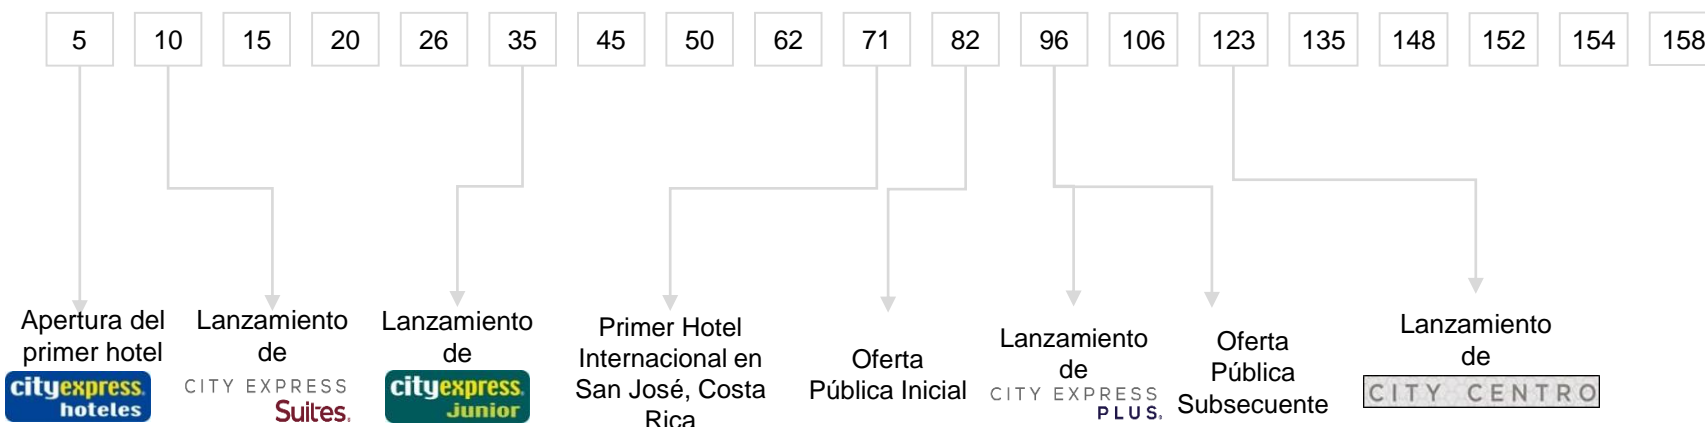 5 10 15 20 26 35 45 50 62 71 82 96 106 123 135 148 152 154 158
Apertura del
primer hotel
cityexpress.
hoteles
Lanzamiento
de
CITY EXPRESS
Suites.
Lanzamiento
de
cityexpress.
Junior
Primer Hotel
Internacional en
San José, Costa
Rica
Oferta
Pública Inicial
Lanzamiento
de
CITY EXPRESS
PLUS.
Oferta
Pública
Subsecuente
Lanzamiento
de
CITY CENTRO